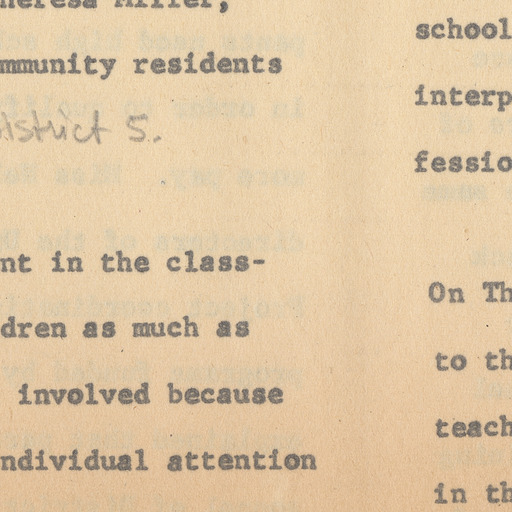 heresa Miller,
mmunity residents
district 5.
nt in the class-
dren as much as
involved because
ndividual attention
school
interp
fessio
On Th
to th
teach
in th